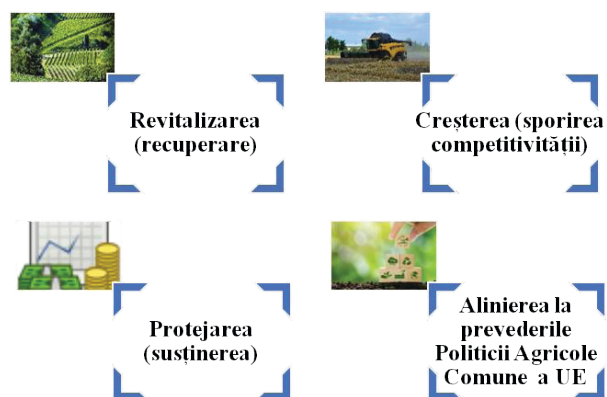 Revitalizarea
(recuperare)
Creșterea (sporirea
competitivității)
Protejarea
(susținerea)
Alinierea la
prevederile
Politicii Agricole
Comune a UE